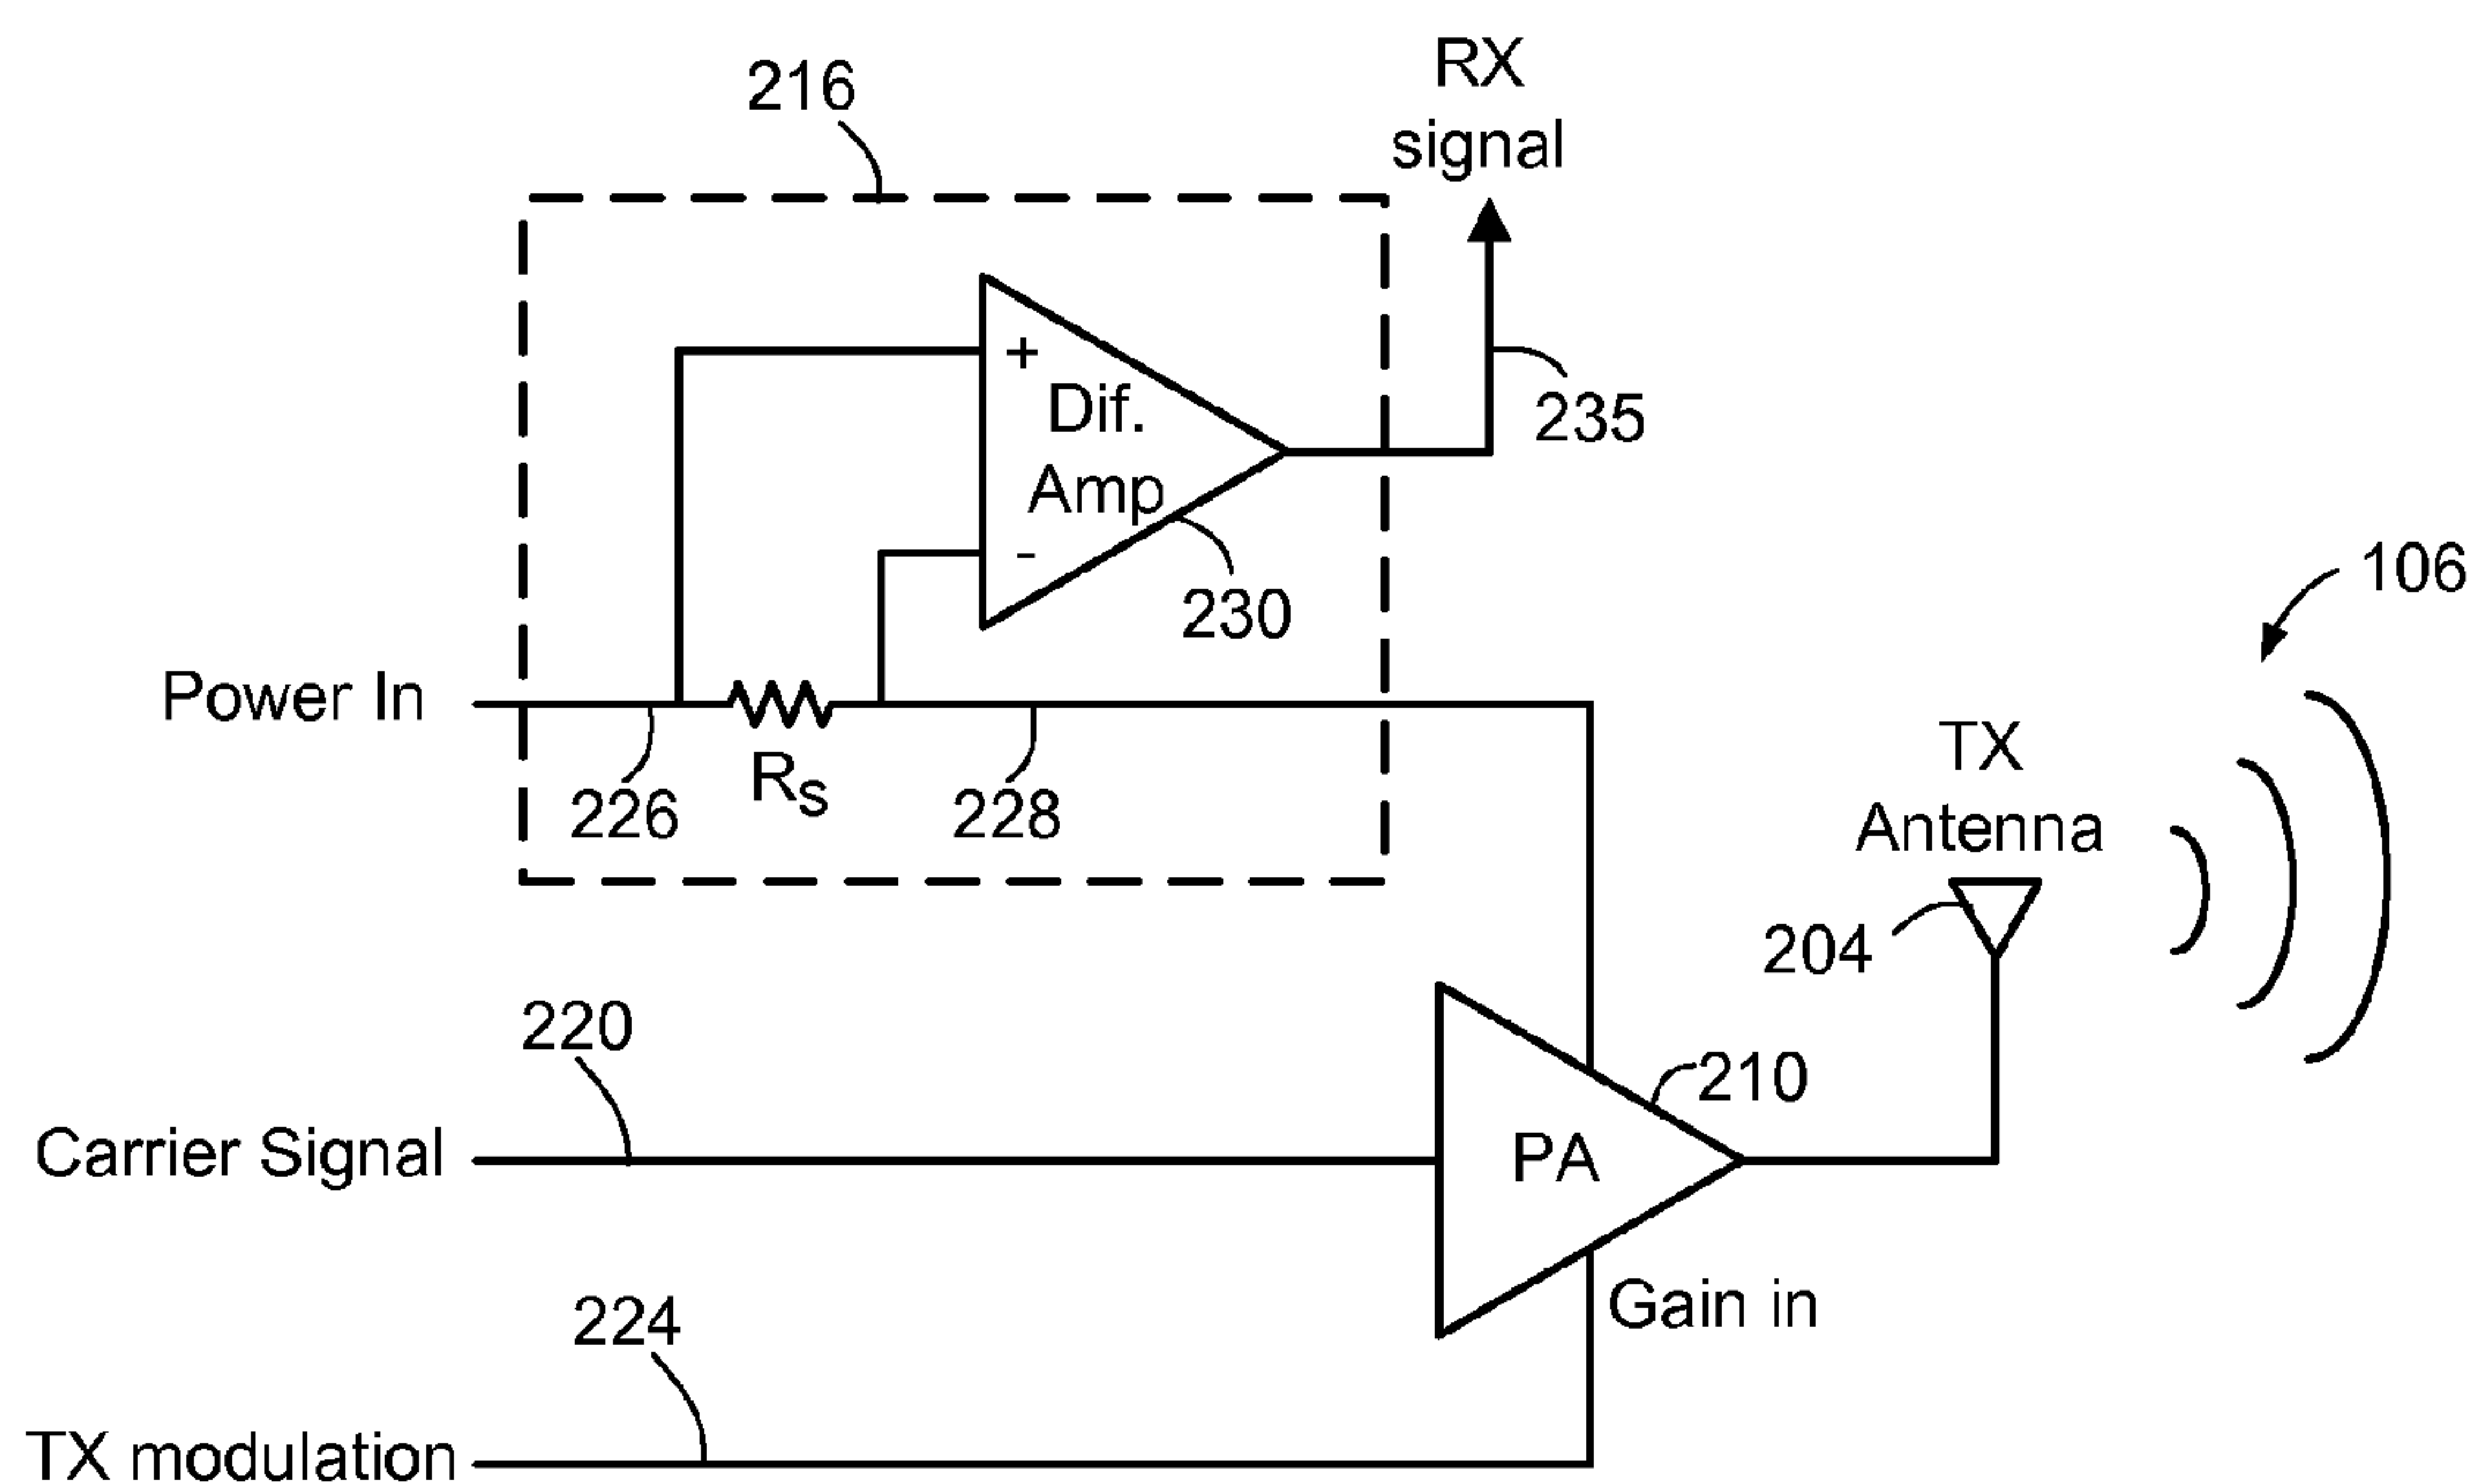 216
RX
signal
+
Dif.
Amp
-
235
230
106
Power In
Rs
226
228
TX
Antenna
204
220
210
Carrier Signal
PA
224
Gain in
TX modulation